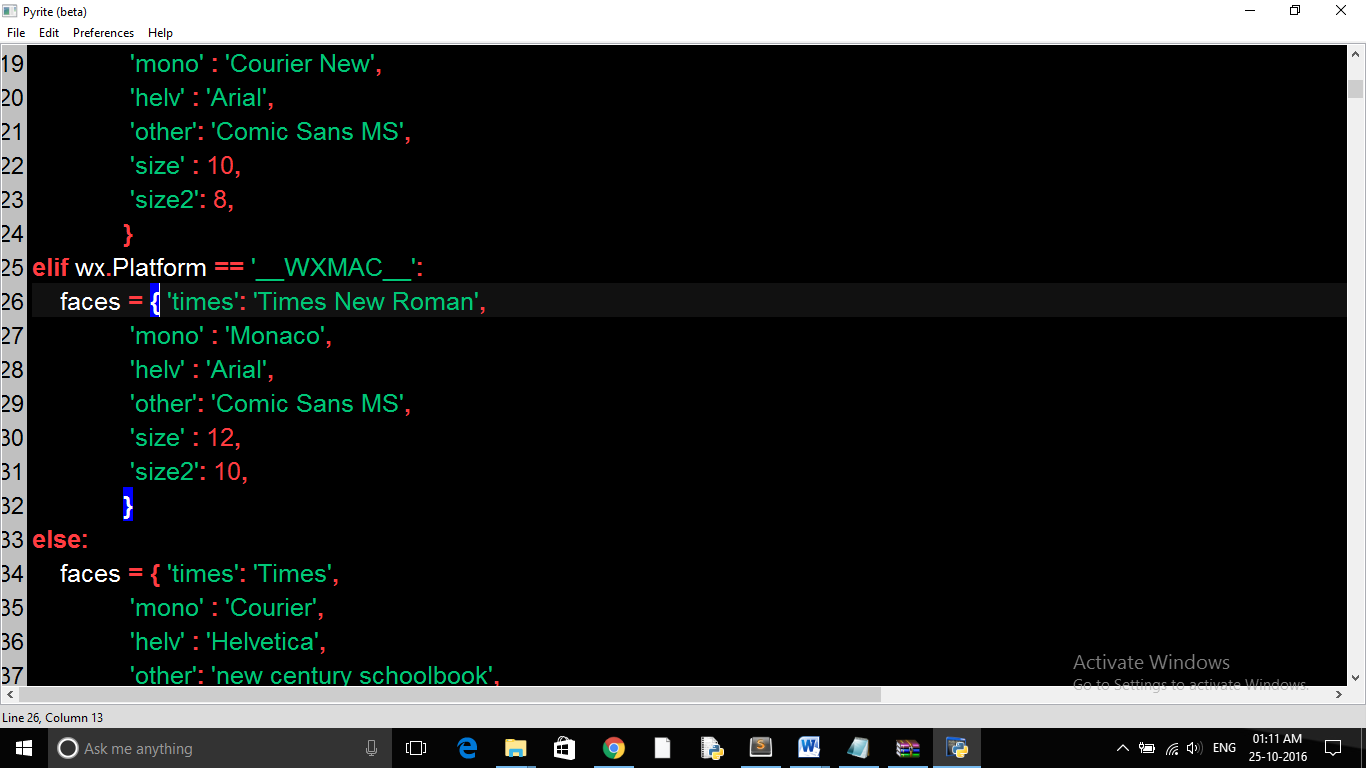 Pyrite (beta)
File Edit Preferences Help
19 'mono' : 'Courier New',
20 'helv' : 'Arial',
21 'other': 'Comic Sans MS',
22 'size' : 10,
23 'size2': 8,
24 }
25 elif wx.Platform == '__WXMAC__':
26 faces = { 'times': 'Times New Roman',
27 'mono' : 'Monaco',
28 'helv' : 'Arial',
29 'other': 'Comic Sans MS',
30 'size' : 12,
31 'size2': 10,
32 }
33 else:
34 faces = { 'times': 'Times',
35 'mono' : 'Courier',
36 'helv' : 'Helvetica',
37 'other': 'new century schoolbook',
Activate Windows
Go to Settings to activate Windows.
Line 26, Column 13
Ask me anything
ENG
01:11 AM
25-10-2016